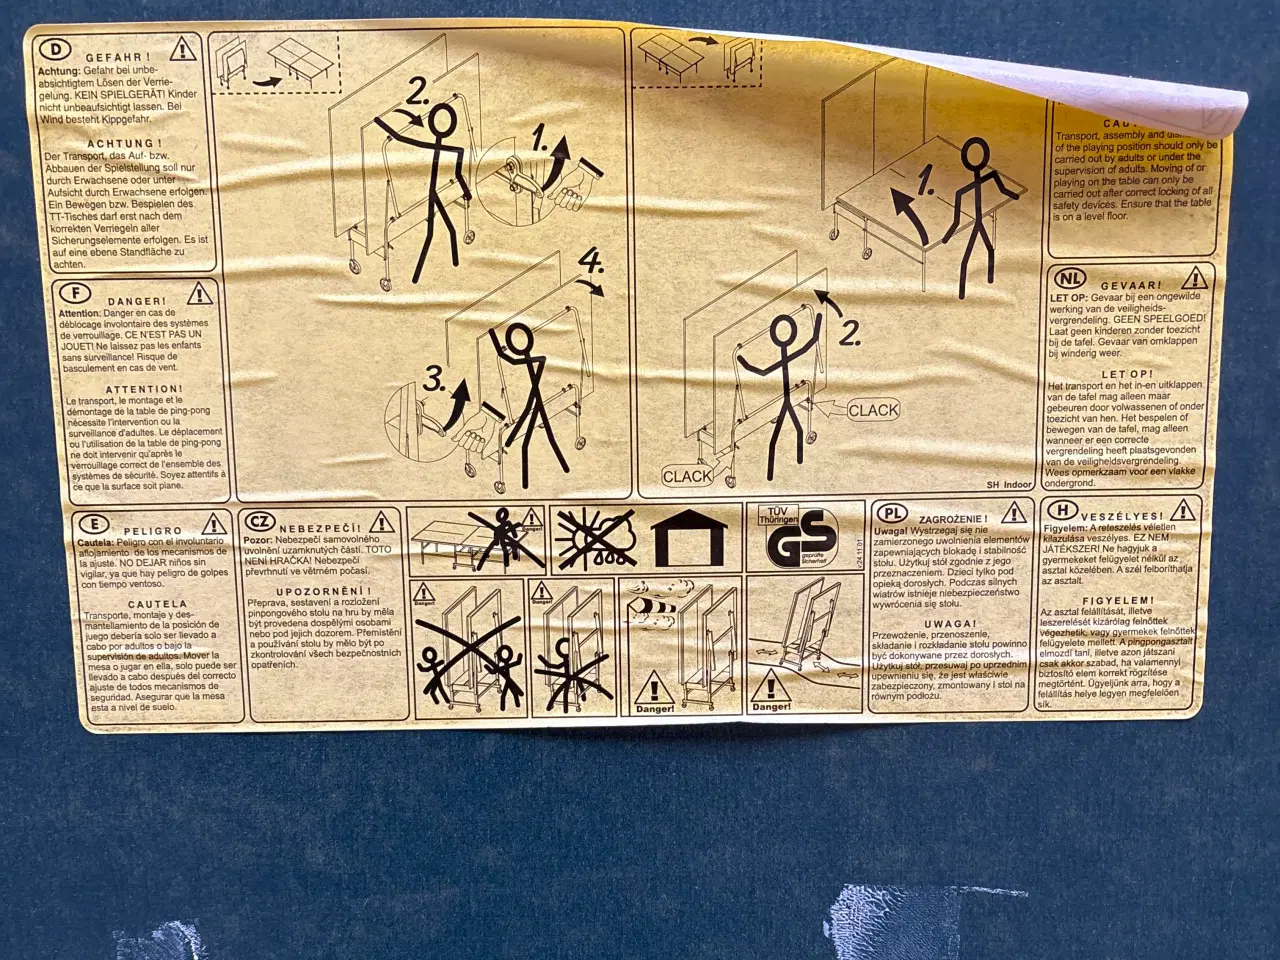 D
GEFAHR !
Achtung: Gefahr bei unbe-
absichtigtem Lösen der Verrie-
gelung. KEIN SPIELGERÄT! Kinder
nicht unbeaufsichtigt lassen. Bei
Wind besteht Kippgefahr.
ACHTUNG !
Der Transport, das Auf- bzw.
Abbauen der Spielstellung soll nur
durch Erwachsene oder unter
Aufsicht durch Erwachsene erfolgen.
Ein Bewegen bzw. Bespielen des
TT-Tisches darf erst nach dem
korrekten Verriegeln aller
Sicherungselemente erfolgen. Es ist
auf eine ebene Standfläche zu
achten.
F
DANGER!
Attention: Danger en cas de
déblocage involontaire des systèmes
de verrouillage. CE N'EST PAS UN
JOUET! Ne laissez pas les enfants
sans surveillance! Risque de
basculement en cas de vent.
ATTENTION!
Le transport, le montage et le
démontage de la table de ping-pong
nécessite l'intervention ou la
surveillance d'adultes. Le déplacement
ou l'utilisation de la table de ping-pong
ne doit intervenir qu'après le
verrouillage correct de l'ensemble des
systèmes de sécurité. Soyez attentifs à
ce que la surface soit plane.
2.
1.
4.
3.
1.
2.
CLACK
CLACK
SH Indoor
Transport, assembly and
of the playing position should only be
carried out by adults or under the
supervision of adults. Moving of or
playing on the table can only be
carried out after correct locking of all
safety devices. Ensure that the table
is on a level floor.
NL
GEVAAR!
LET OP: Gevaar bij een ongewilde
werking van de veiligheids-
vergrendeling. GEEN SPEELGOED!
Laat geen kinderen zonder toezicht
bij de tafel. Gevaar van omklappen
bij winderig weer.
LET OP!
Het transport en het in-en uitklappen
van de tafel mag alleen maar
gebeuren door volwassenen of onder
toezicht van hen. Het bespelen of
bewegen van de tafel, mag alleen
wanneer er een correcte
vergrendeling heeft plaatsgevonden
van de veiligheidsvergrendeling.
Wees opmerkzaam voor een vlakke
ondergrond.
E
PELIGRO
Cautela: Peligro con el involuntario
aflojamiento de los mecanismos de
la ajuste. NO DEJAR niños sin
vigilar, ya que hay peligro de golpes
con tiempo ventoso.
CAUTELA
Transporte, montaje y des-
mantellamiento de la posición de
juego debería solo ser llevado a
cabo por adultos o bajo la
supervisión de adultos. Mover la
mesa o jugar en ella, solo puede ser
llevado a cabo después del correcto
ajuste de todos mecanismos de
seguridad. Asegurar que la mesa
esta a nivel de suelo.
CZ
NEBEZPEČÍ!
Pozor: Nebezpečí samovolného
uvolnění uzamknutých částí. TOTO
NENÍ HRAČKA! Nebezpečí
převrhnutí ve větrném počasí.
UPOZORNĚNÍ !
Přeprava, sestavení a rozložení
pinpongového stolu na hru by měla
být provedena dospělými osobami
nebo pod jejich dozorem. Přemístění
a používání stolu by mělo být po
zkontrolování všech bezpečnostních
opatřeních.
Danger!
TÜV
Thüringen
GS
geprüfte
Sicherheit
c24.11.01
Danger!
Danger!
Danger!
Danger!
PL
ZAGROŻENIE !
Uwaga! Wystrzegaj się nie
zamierzonego uwolnienia elementów
zapewniających blokadę i stabilność
stołu. Użytkuj stół zgodnie z jego
przeznaczeniem. Dzieci tylko pod
opieką dorosłych. Podczas silnych
wiatrów istnieje niebezpieczeństwo
wywrócenia się stołu.
UWAGA!
Przewożenie, przenoszenie,
składanie i rozkładanie stołu powinno
być dokonywane przez dorosłych.
Użytkuj stół, przesuwaj po uprzednim
upewnieniu się, że jest właściwie
zabezpieczony, zmontowany i stoi na
równym podłożu.
H
VESZÉLYES!
Figyelem: A reteszelés véletlen
kilazulása veszélyes. EZ NEM
JÁTÉKSZER! Ne hagyjuk a
gyermekeket felügyelet nélkül az
asztal közelében. A szél felboríthatja
az asztalt.
FIGYELEM!
Az asztal felállítását, illetve
leszerelését kizárólag felnőttek
végezhetik, vagy gyermekek felnőttek
felügyelete mellett. A pingpongasztalt
elmozdí tani, illetve azon játszani
csak akkor szabad, ha valamennyi
biztosító elem korrekt rögzítése
megtörtént. Ügyeljünk arra, hogy a
felállítás helye legyen megfelelően
sík.